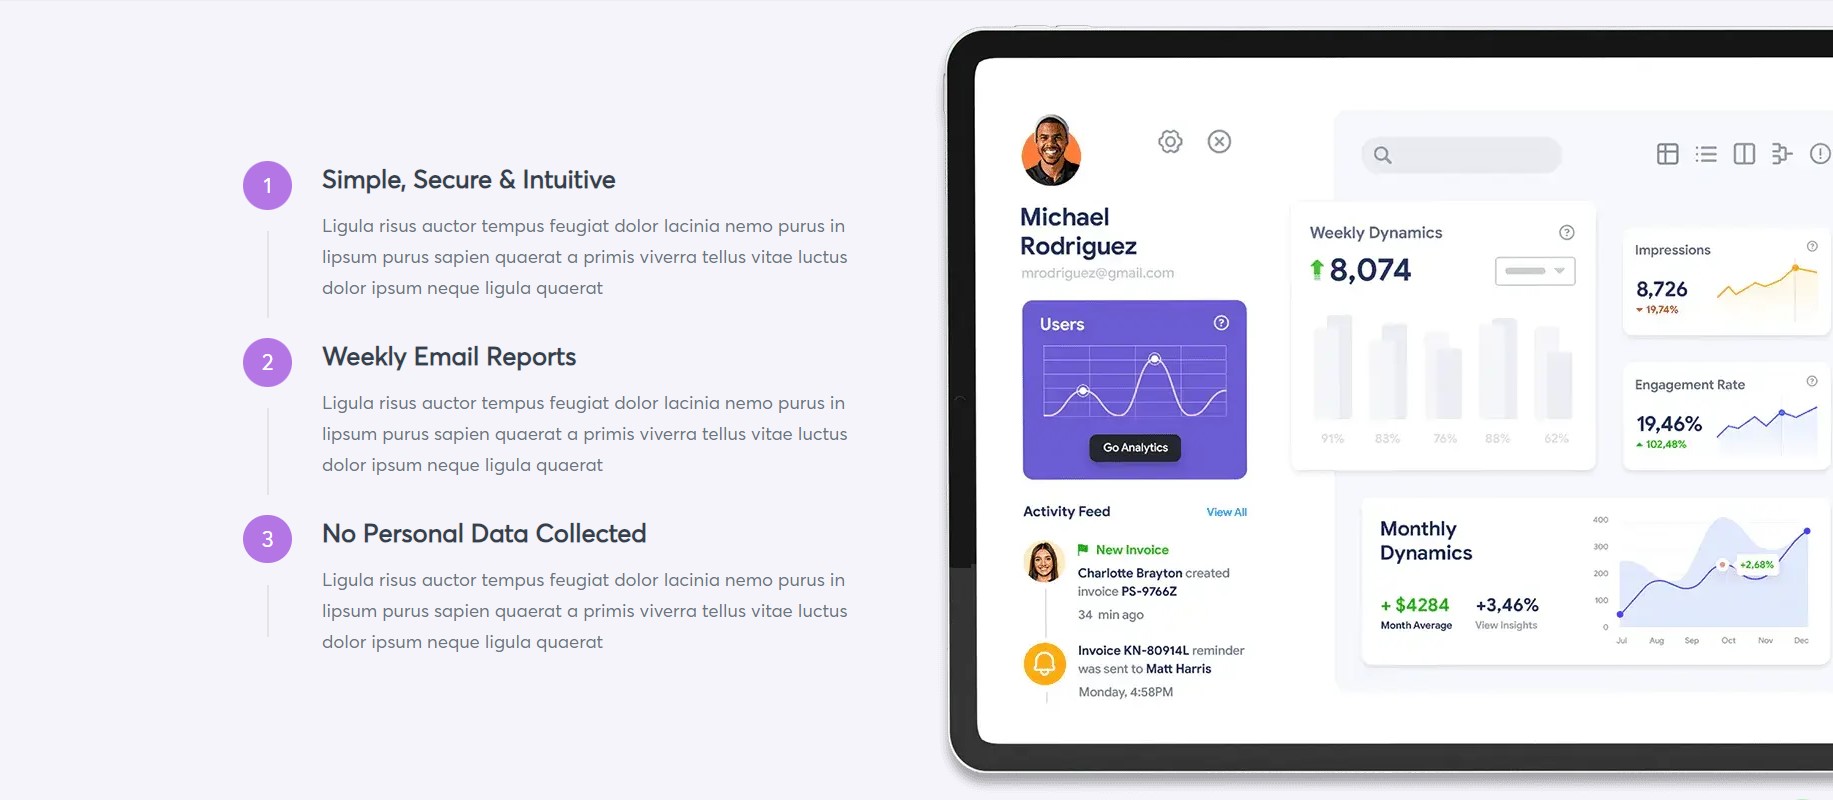 1
Simple, Secure & Intuitive
Ligula risus auctor tempus feugiat dolor lacinia nemo purus in
lipsum purus sapien quaerat a primis viverra tellus vitae luctus
dolor ipsum neque ligula quaerat
2
Weekly Email Reports
Ligula risus auctor tempus feugiat dolor lacinia nemo purus in
lipsum purus sapien quaerat a primis viverra tellus vitae luctus
dolor ipsum neque ligula quaerat
3
No Personal Data Collected
Ligula risus auctor tempus feugiat dolor lacinia nemo purus in
lipsum purus sapien quaerat a primis viverra tellus vitae luctus
dolor ipsum neque ligula quaerat
Michael
Rodriguez
mrodriguez@gmail.com
Users
Go Analytics
Activity Feed View All
New Invoice
Charlotte Brayton created
invoice PS-9766Z
34 min ago
Invoice KN-80914L reminder
was sent to Matt Harris
Monday, 4:58PM
Weekly Dynamics
8,074
91% 83% 76% 88% 62%
Impressions
8,726
19,74%
Engagement Rate
19,46%
102,48%
Monthly
Dynamics
+ $4284 +3,46%
Month Average View Insights
400
300
200
100
0
+2,68%
Jul Aug Sep Oct Nov Dec